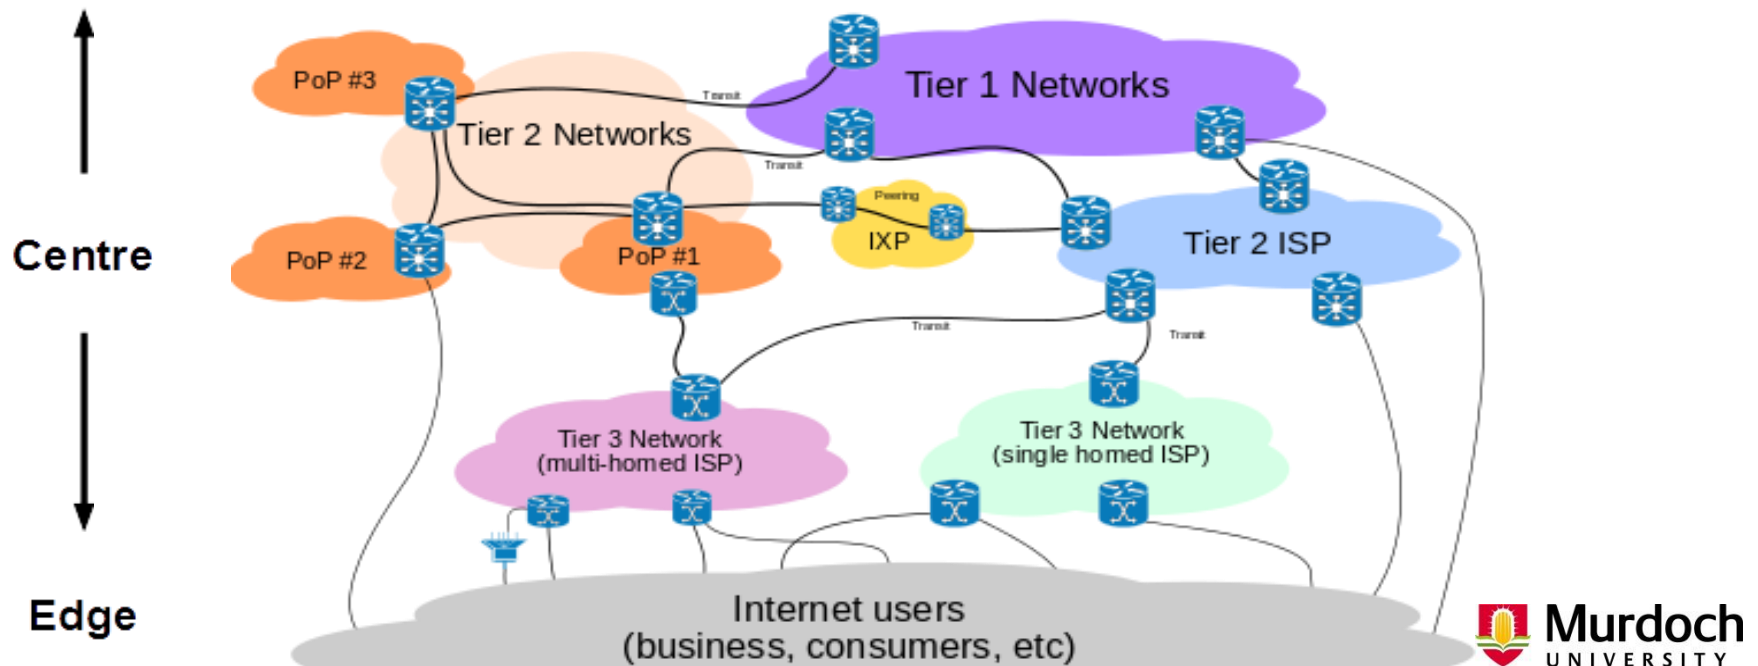 PoP #3
Transit
Tier 1 Networks
Tier 2 Networks
Transit
Peering
IXP
Tier 2 ISP
Centre
PoP #2
PoP #1
Transit
Transit
Tier 3 Network
(multi-homed ISP)
Tier 3 Network
(single homed ISP)
Edge
Internet users
(business, consumers, etc)
Murdoch
UNIVERSITY